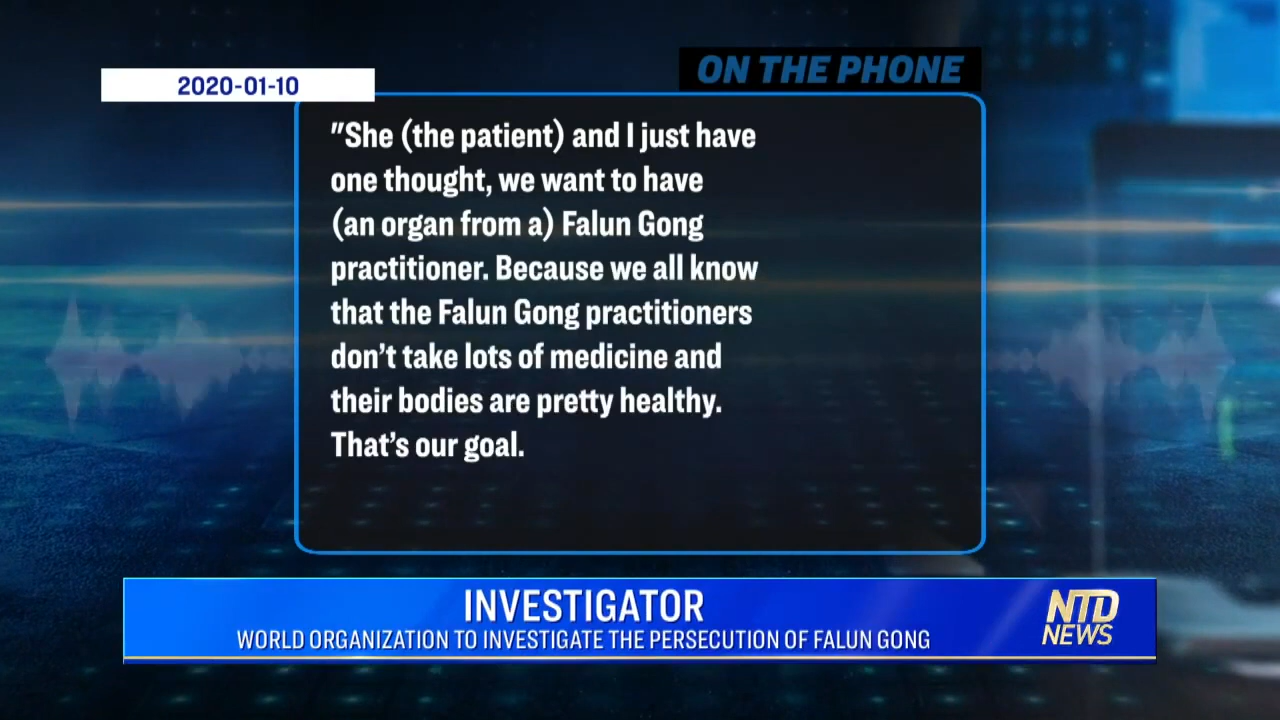 2020-01-10
ON THE PHONE
"She (the patient) and I just have
one thought, we want to have
(an organ from a) Falun Gong
practitioner. Because we all know
that the Falun Gong practitioners
don't take lots of medicine and
their bodies are pretty healthy.
That's our goal.
INVESTIGATOR
WORLD ORGANIZATION TO INVESTIGATE THE PERSECUTION OF FALUN GONG
NTD
NEWS